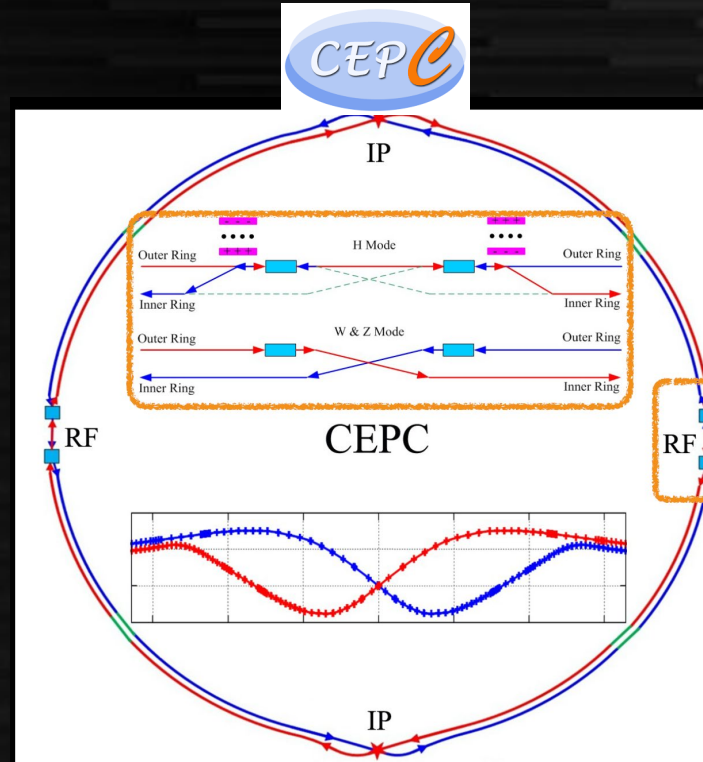 CEPC
IP
- - - + + +
• • • • • • • •
+ + + - - -
H Mode
Outer Ring Outer Ring
Inner Ring Inner Ring
W & Z Mode
Outer Ring Outer Ring
Inner Ring Inner Ring
RF CEPC RF
IP